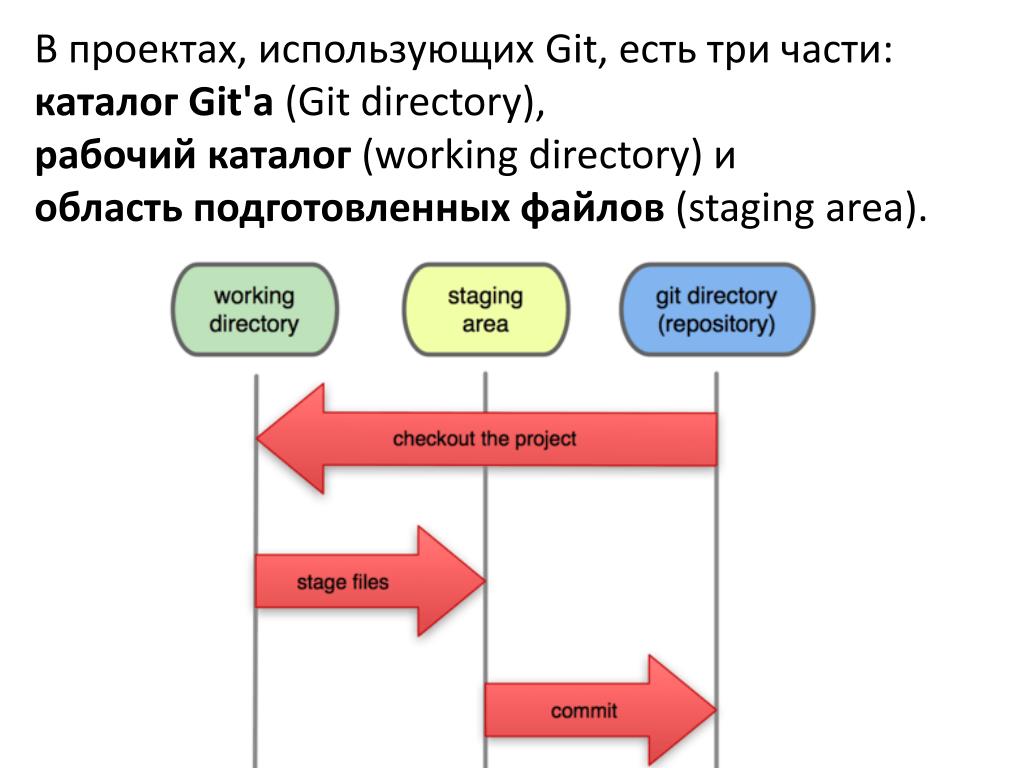 В проектах, использующих Git, есть три части:
каталог Git'а (Git directory),
рабочий каталог (working directory) и
область подготовленных файлов (staging area).
working
directory
staging
area
git directory
(repository)
checkout the project
stage files
commit